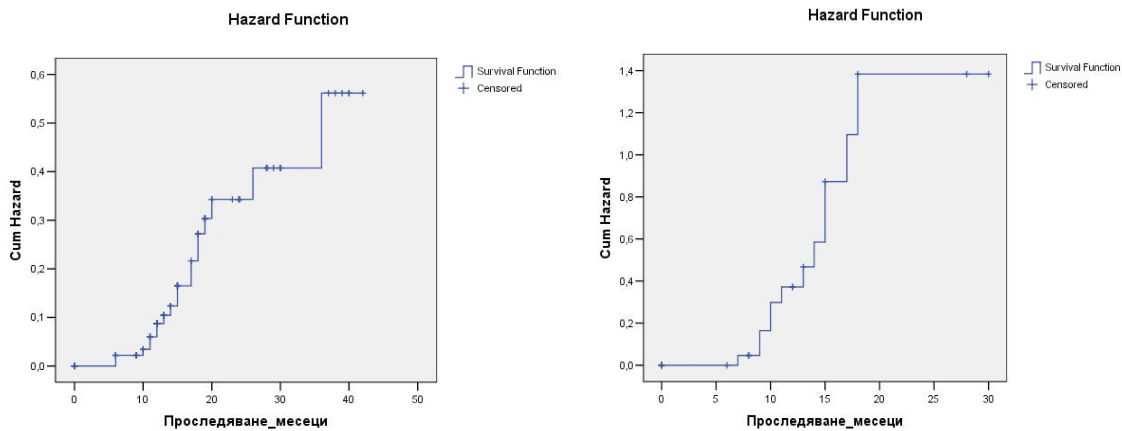 Hazard Function
Survival Function
Censored
0,6
0,5
0,4
0,3
0,2
0,1
0,0
Cum Hazard
0 10 20 30 40 50
Проследяване_месеци
Hazard Function
Survival Function
Censored
1,4
1,2
1,0
0,8
0,6
0,4
0,2
0,0
Cum Hazard
0 5 10 15 20 25 30
Проследяване_месеци